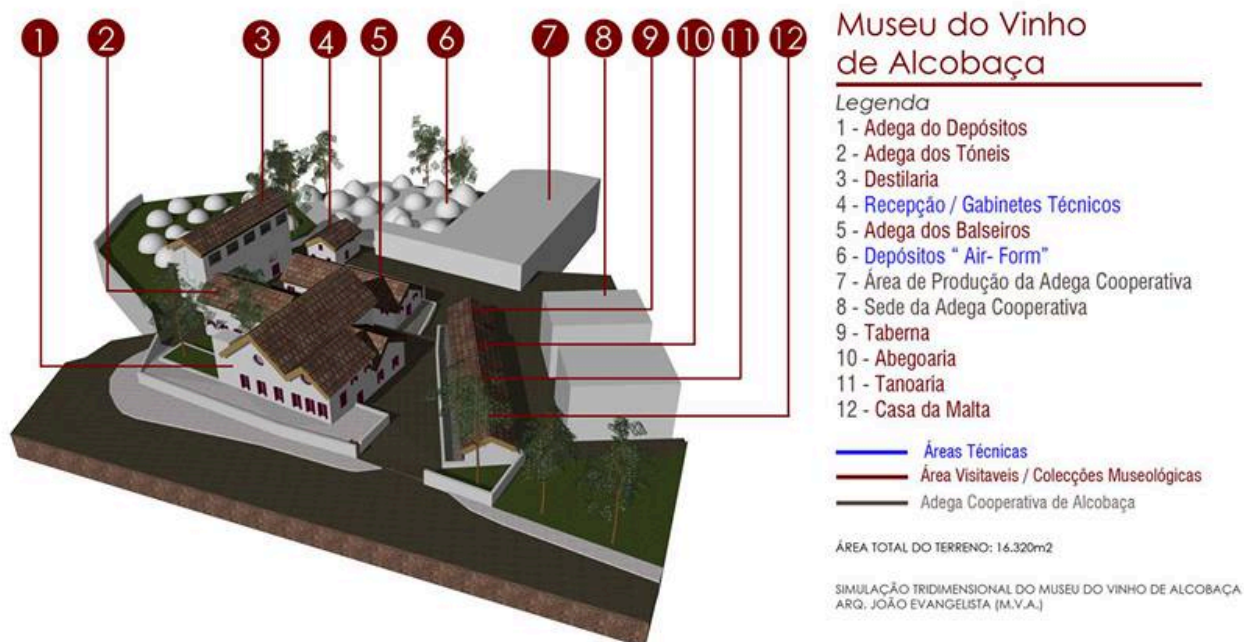 1 2 3 4 5 6 7 8 9 10 11 12
Museu do Vinho
de Alcobaça
Legenda
1 - Adega do Depósitos
2 - Adega dos Tóneis
3 - Destilaria
4 - Recepção / Gabinetes Técnicos
5 - Adega dos Balseiros
6 - Depósitos “ Air- Form”
7 - Área de Produção da Adega Cooperativa
8 - Sede da Adega Cooperativa
9 - Taberna
10 - Abegoaria
11 - Tanoaria
12 - Casa da Malta
Áreas Técnicas
Área Visitaveis / Colecções Museológicas
Adega Cooperativa de Alcobaça
ÁREA TOTAL DO TERRENO: 16.320m2
SIMULAÇÃO TRIDIMENSIONAL DO MUSEU DO VINHO DE ALCOBAÇA
ARQ. JOÃO EVANGELISTA (M.V.A.)